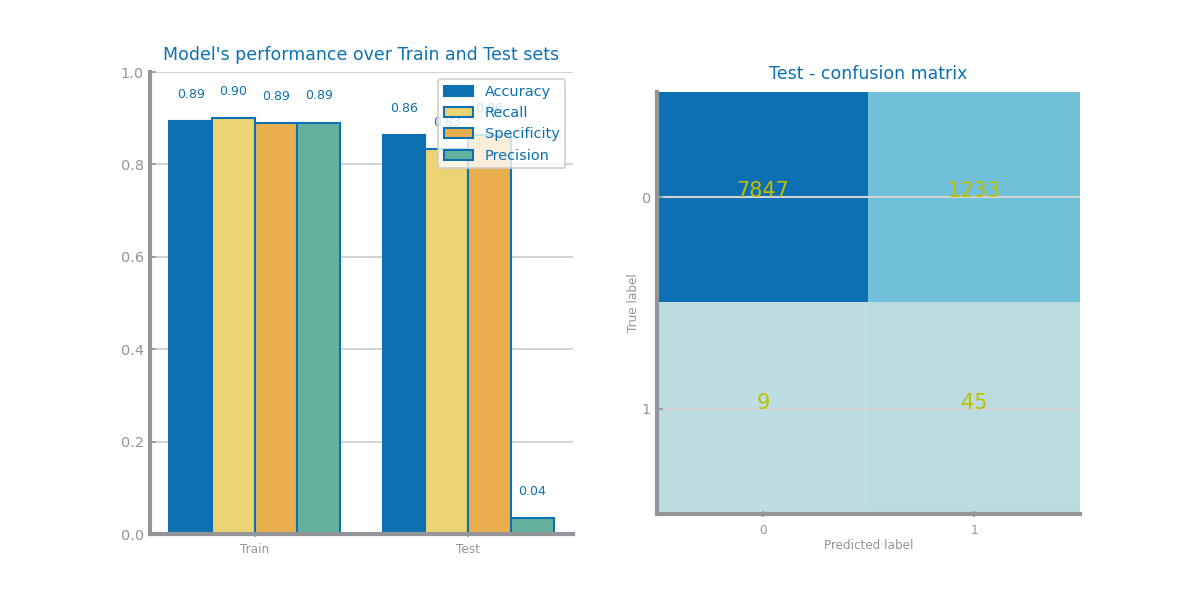 Model's performance over Train and Test sets
1.0
0.8
0.6
0.4
0.2
0.0
0.89
0.90
0.89
0.89
0.86
0.83
0.86
0.04
Accuracy
Recall
Specificity
Precision
Train
Test
Test - confusion matrix
True label
0
1
7847
1233
9
45
0
1
Predicted label